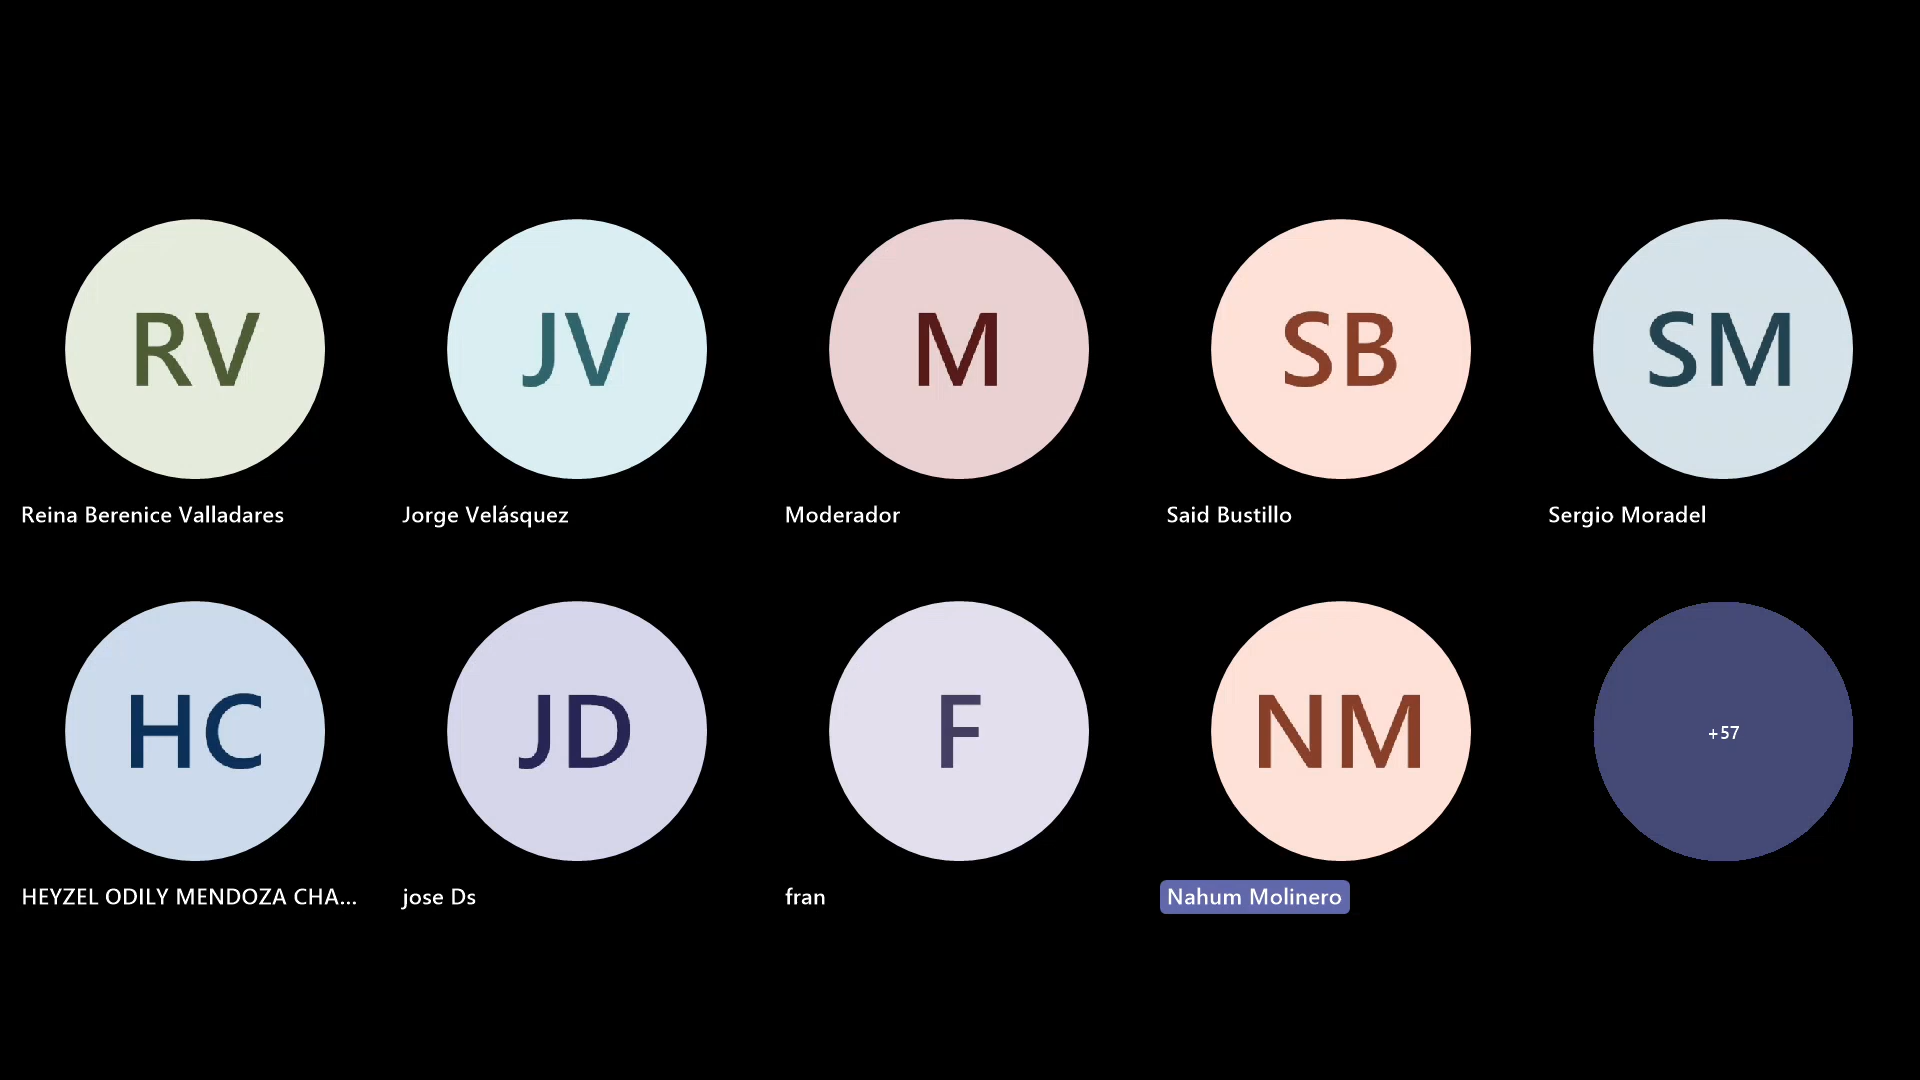 RV
JV
M
SB
SM
Reina Berenice Valladares
Jorge Velásquez
Moderador
Said Bustillo
Sergio Moradel
HC
JD
F
NM
+57
HEYZEL ODILY MENDOZA CHA...
jose Ds
fran
Nahum Molinero